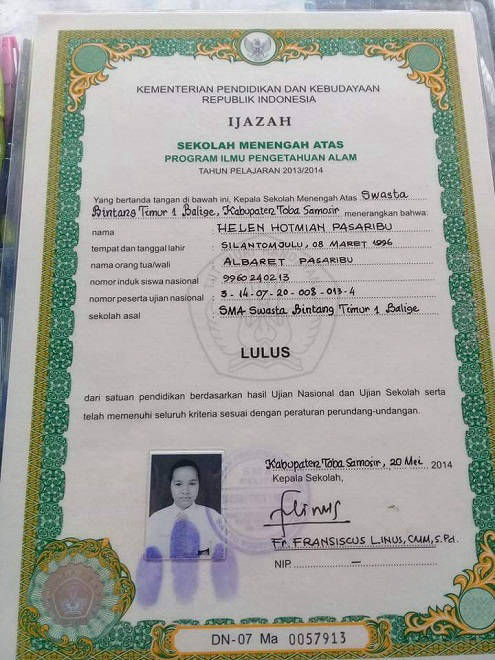 KEMENTERIAN PENDIDIKAN DAN KEBUDAYAAN
REPUBLIK INDONESIA
IJAZAH
SEKOLAH MENENGAH ATAS
PROGRAM ILMU PENGETAHUAN ALAM
TAHUN PELAJARAN 2013/2014
Yang bertanda tangan di bawah ini, Kepala Sekolah Menengah Atas Swasta
Bintang Timur 1 Balige, Kabupaten Toba Samosir menerangkan bahwa:
nama : HELEN HOTMIAN PASARIBU
tempat dan tanggal lahir : SILANTOMJULU, 08 MARET 1996
nama orang tua/wali : ALBARET PASARIBU
nomor induk siswa nasional : 9960240213
nomor peserta ujian nasional : 3-14-07-20-008-013-4
sekolah asal : SMA Swasta Bintang Timur 1 Balige
LULUS
dari satuan pendidikan berdasarkan hasil Ujian Nasional dan Ujian Sekolah serta
telah memenuhi seluruh kriteria sesuai dengan peraturan perundang-undangan.
Kabupaten Toba Samosir, 20 Mei 2014
Kepala Sekolah,
Fr. FRANSISCUS LINUS, CMM, S.Pd.
NIP. —
DN-07 Ma 0057913